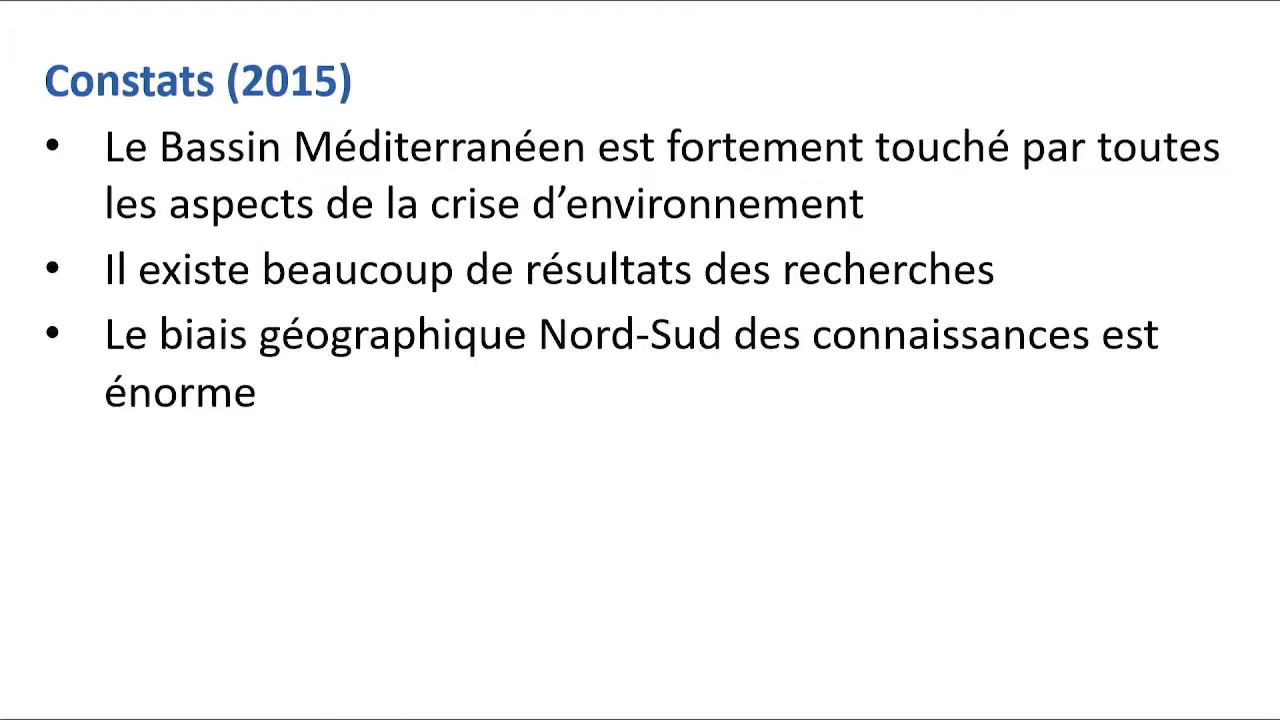 Constats (2015)
• Le Bassin Méditerranéen est fortement touché par toutes
les aspects de la crise d’environnement
• Il existe beaucoup de résultats des recherches
• Le biais géographique Nord-Sud des connaissances est
énorme